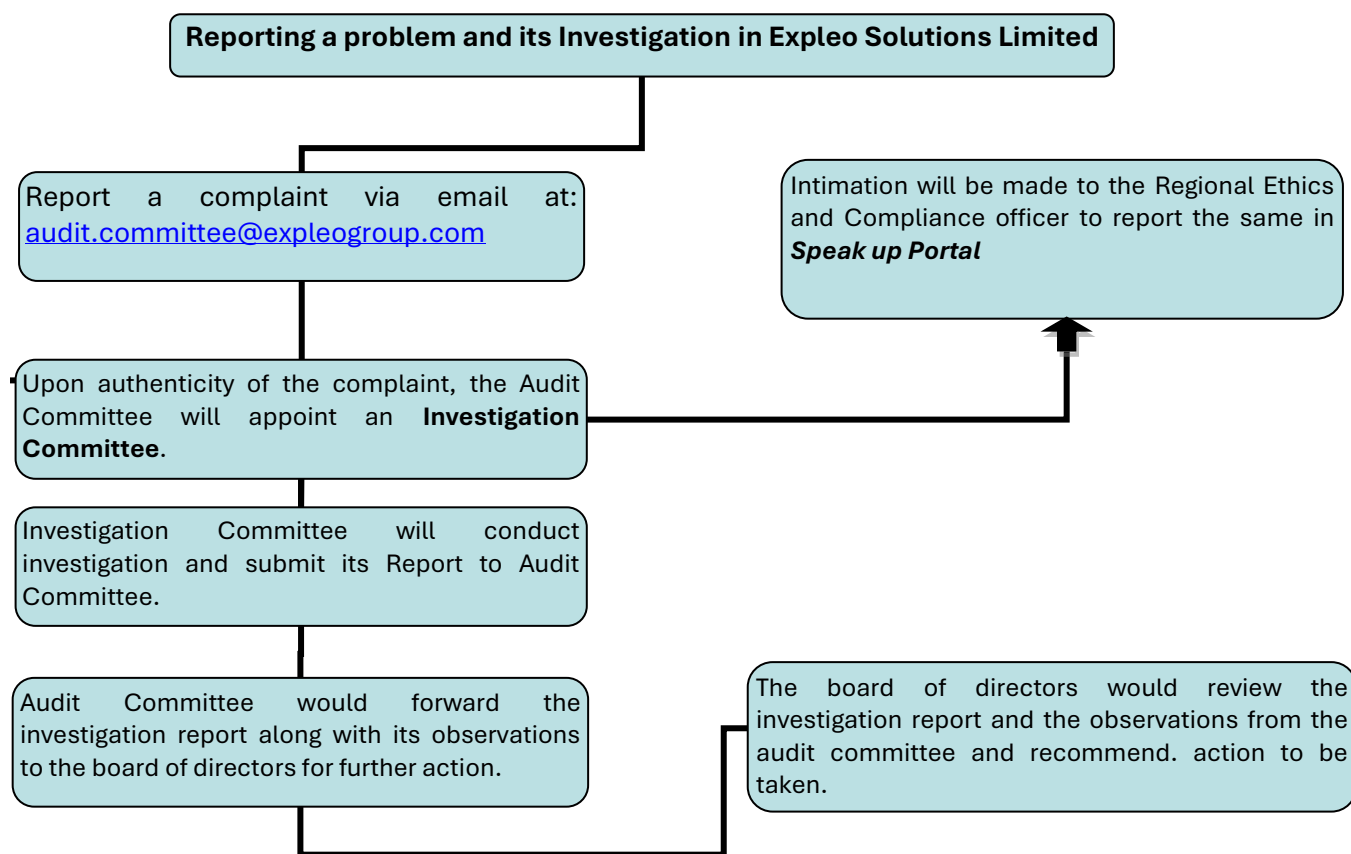 Reporting a problem and its Investigation in Expleo Solutions Limited
Report a complaint via email at:
audit.committee@expleogroup.com
Intimation will be made to the Regional Ethics
and Compliance officer to report the same in
Speak up Portal
Upon authenticity of the complaint, the Audit
Committee will appoint an Investigation
Committee.
Investigation Committee will conduct
investigation and submit its Report to Audit
Committee.
Audit Committee would forward the
investigation report along with its observations
to the board of directors for further action.
The board of directors would review the
investigation report and the observations from the
audit committee and recommend. action to be
taken.